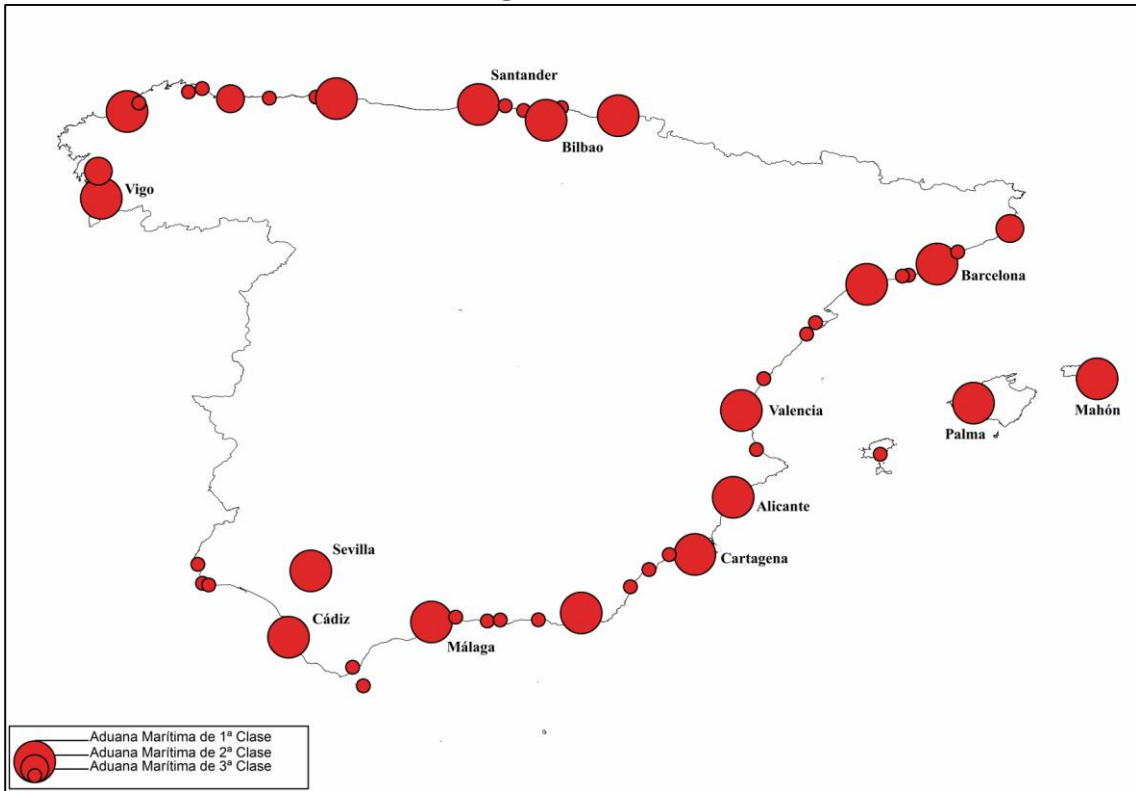 Santander
Bilbao
Vigo
Barcelona
Valencia
Mahón
Palma
Alicante
Sevilla
Cartagena
Cádiz
Málaga
Aduana Marítima de 1ª Clase
Aduana Marítima de 2ª Clase
Aduana Marítima de 3ª Clase